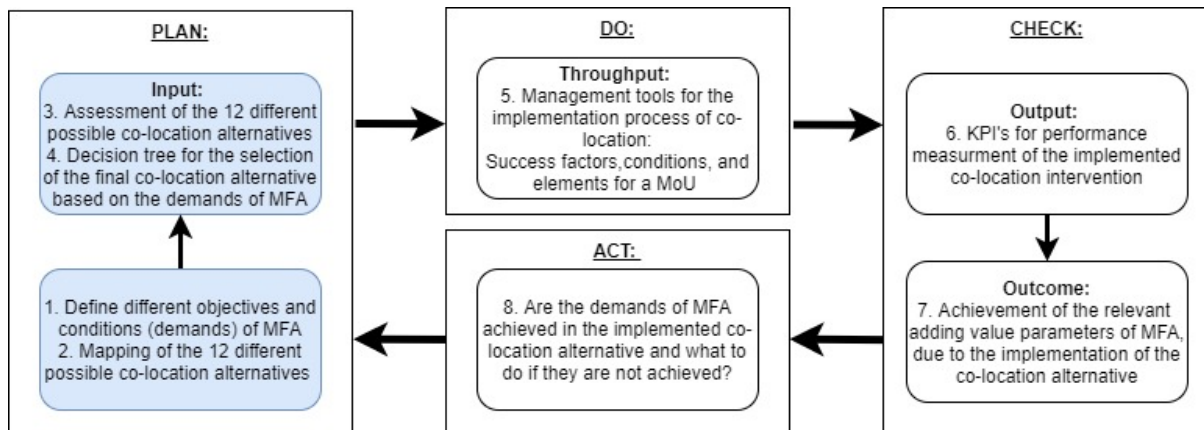 PLAN:
Input:
3. Assessment of the 12 different
possible co-location alternatives
4. Decision tree for the selection
of the final co-location alternative
based on the demands of MFA
1. Define different objectives and
conditions (demands) of MFA
2. Mapping of the 12 different
possible co-location alternatives
DO:
Throughput:
5. Management tools for the
implementation process of co-
location:
Success factors,conditions, and
elements for a MoU
CHECK:
Output:
6. KPI's for performance
measurment of the implemented
co-location intervention
Outcome:
7. Achievement of the relevant
adding value parameters of MFA,
due to the implementation of the
co-location alternative
ACT:
8. Are the demands of MFA
achieved in the implemented co-
location alternative and what to
do if they are not achieved?